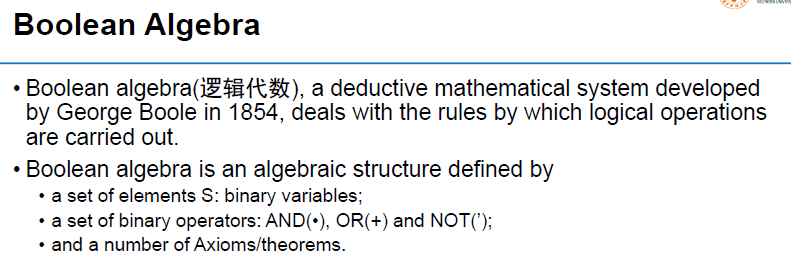 Boolean Algebra
• Boolean algebra(逻辑代数), a deductive mathematical system developed
by George Boole in 1854, deals with the rules by which logical operations
are carried out.
• Boolean algebra is an algebraic structure defined by
• a set of elements S: binary variables;
• a set of binary operators: AND(•), OR(+) and NOT(’);
• and a number of Axioms/theorems.